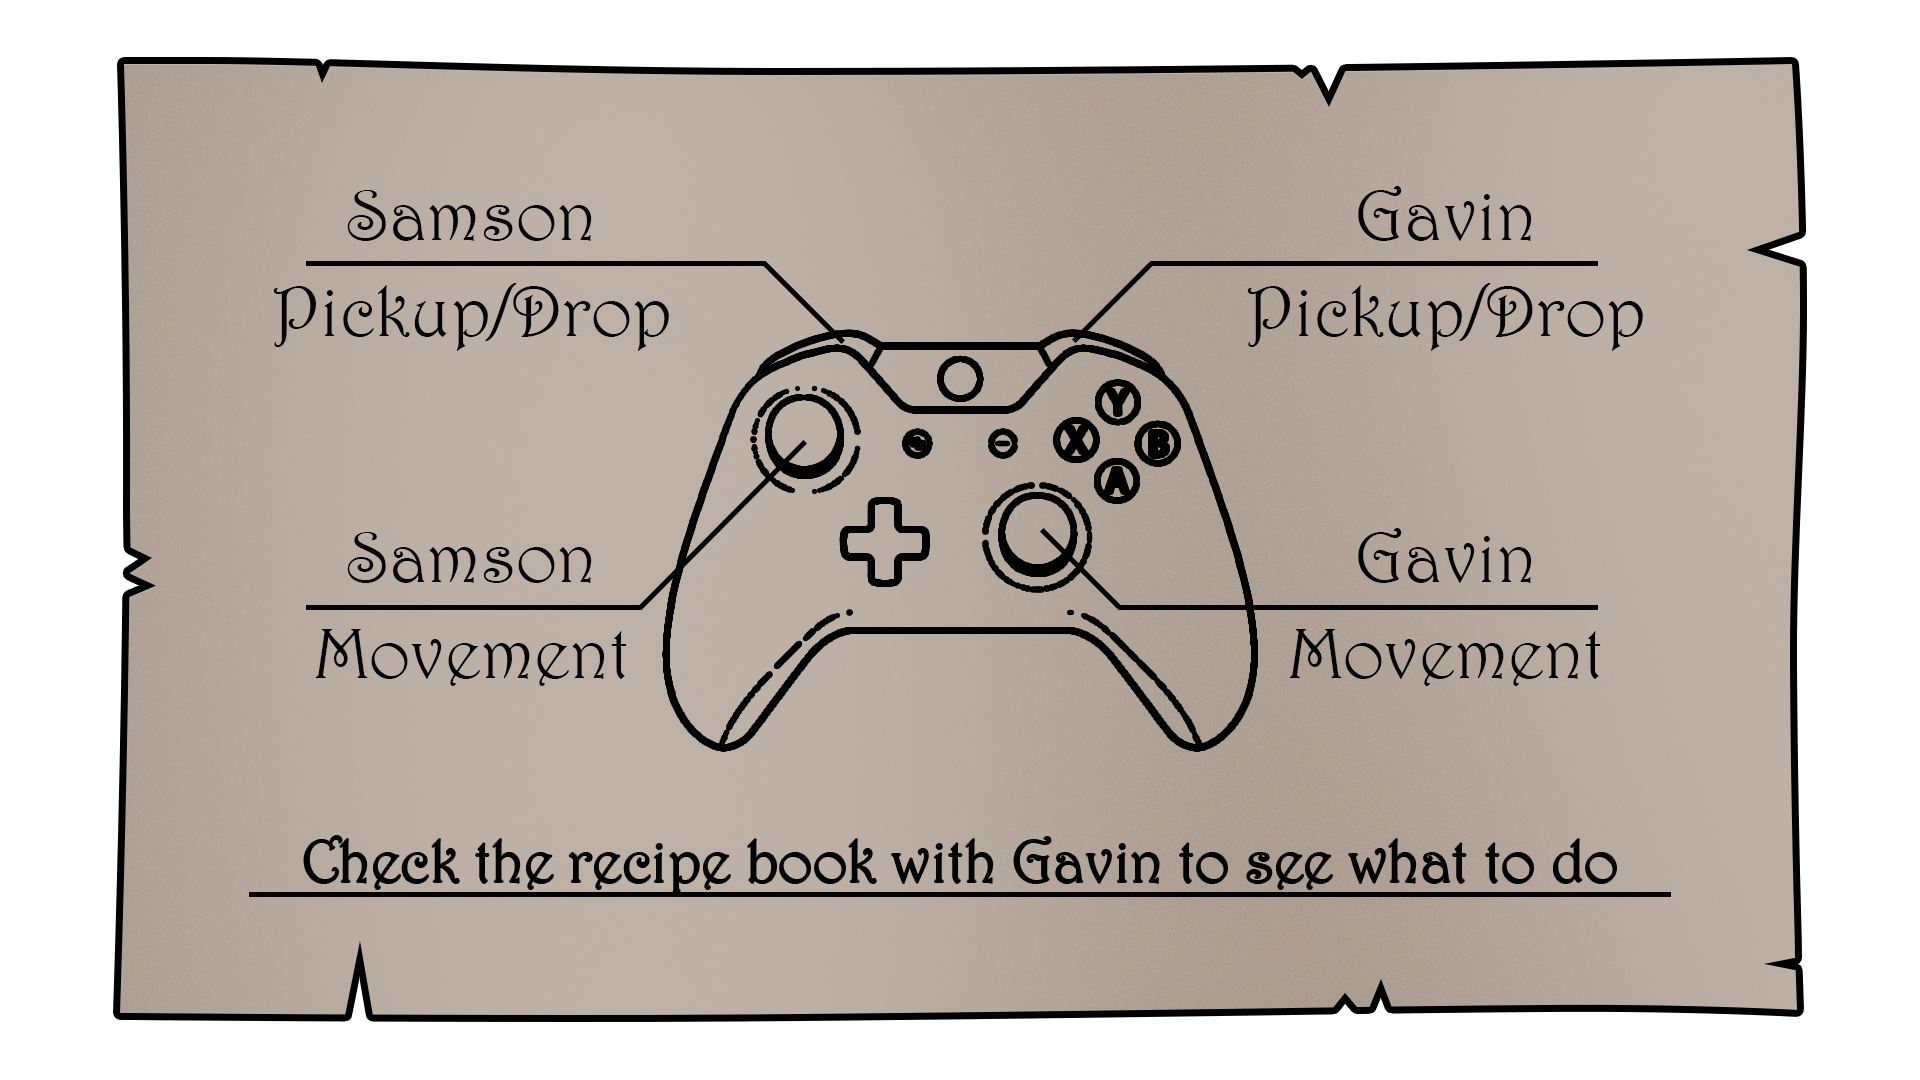 Samson
Pickup/Drop
Gavin
Pickup/Drop
Y
X
B
A
Samson
Movement
Gavin
Movement
Check the recipe book with Gavin to see what to do